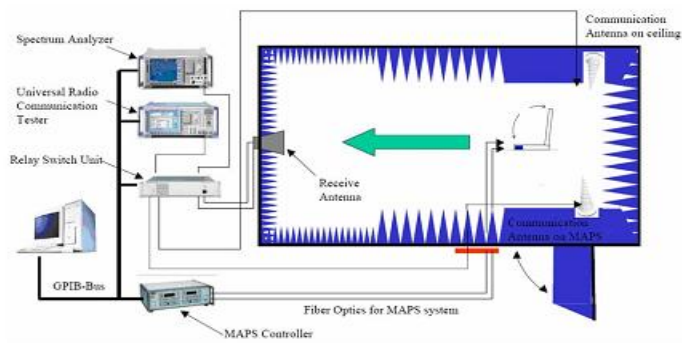 Spectrum Analyzer
Universal Radio
Communication
Tester
Relay Switch Unit
GPIB-Bus
MAPS Controller
Fiber Optics for MAPS system
Receive
Antenna
Communication
Antenna on ceiling
Communication
Antenna on MAPS